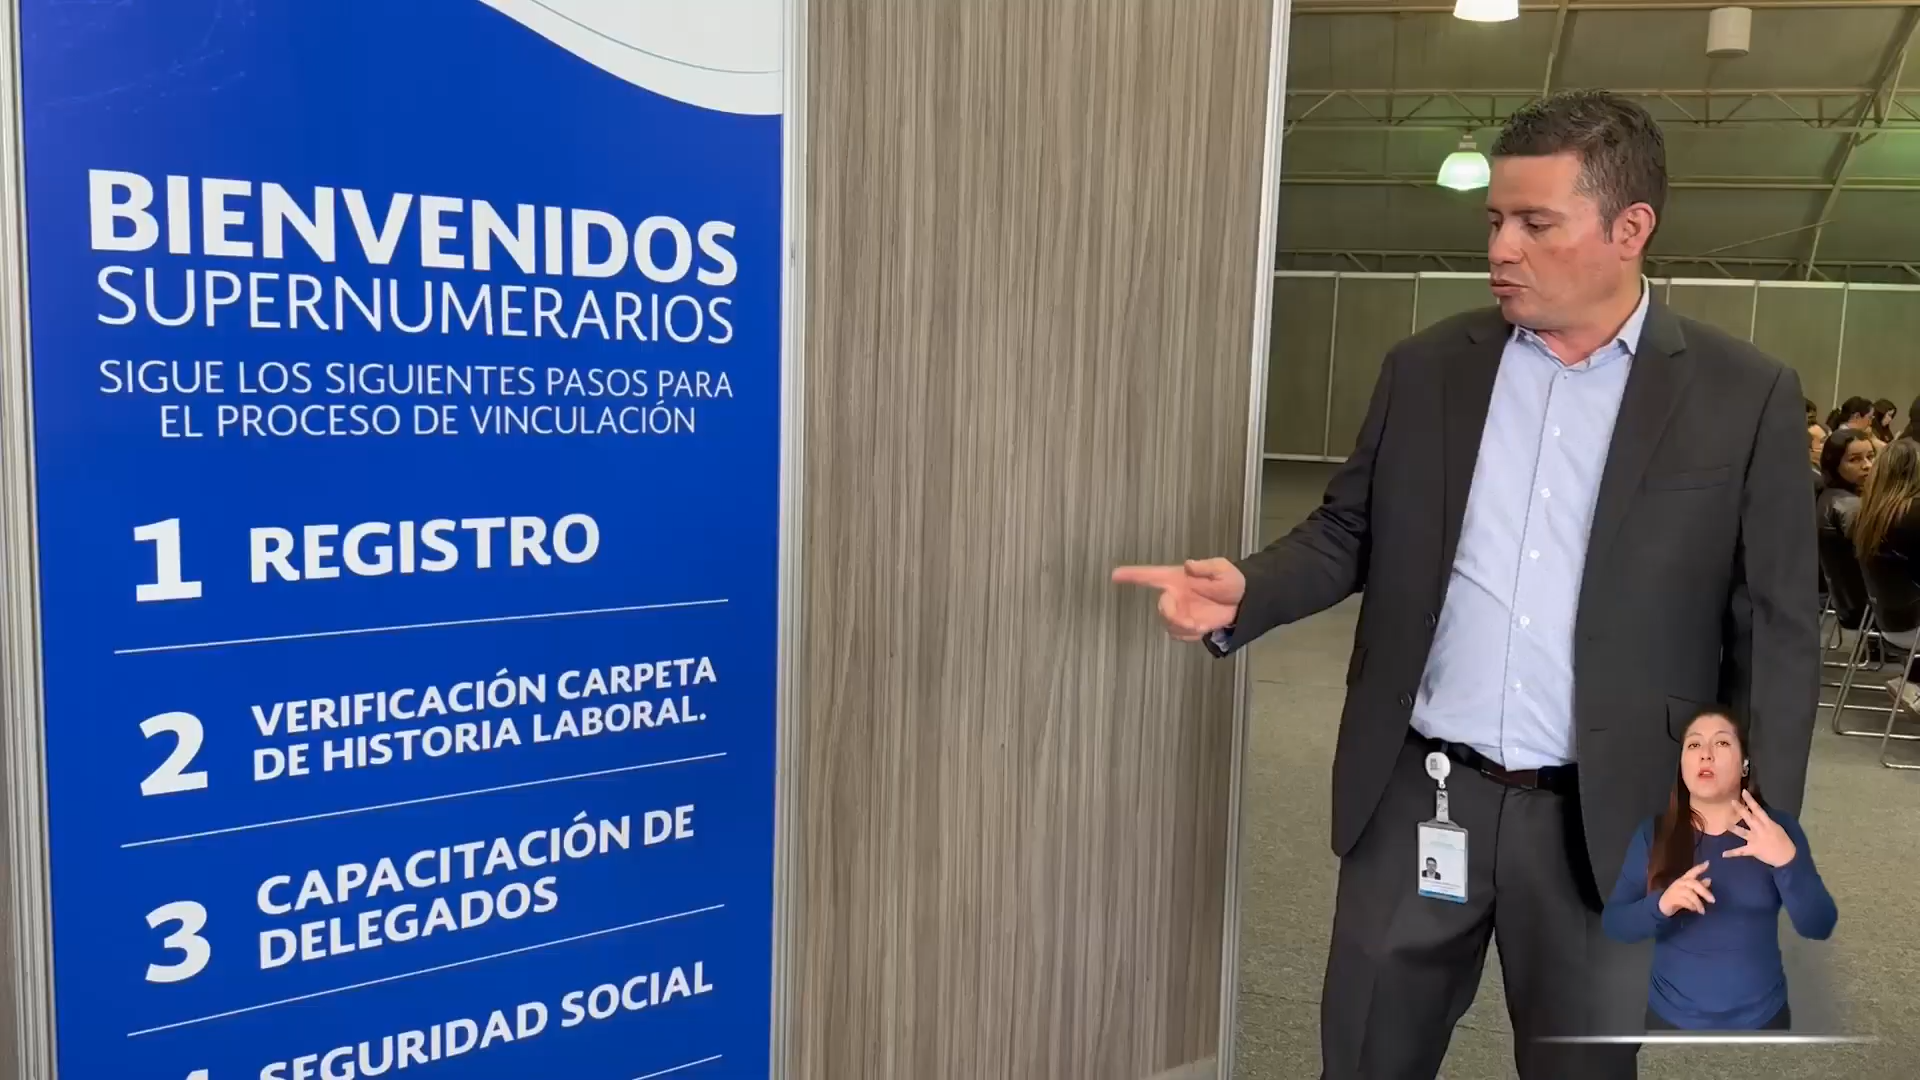 BIENVENIDOS
SUPERNUMERARIOS
SIGUE LOS SIGUIENTES PASOS PARA
EL PROCESO DE VINCULACIÓN
1 REGISTRO
2 VERIFICACIÓN CARPETA
DE HISTORIA LABORAL.
3 CAPACITACIÓN DE
DELEGADOS
4 SEGURIDAD SOCIAL